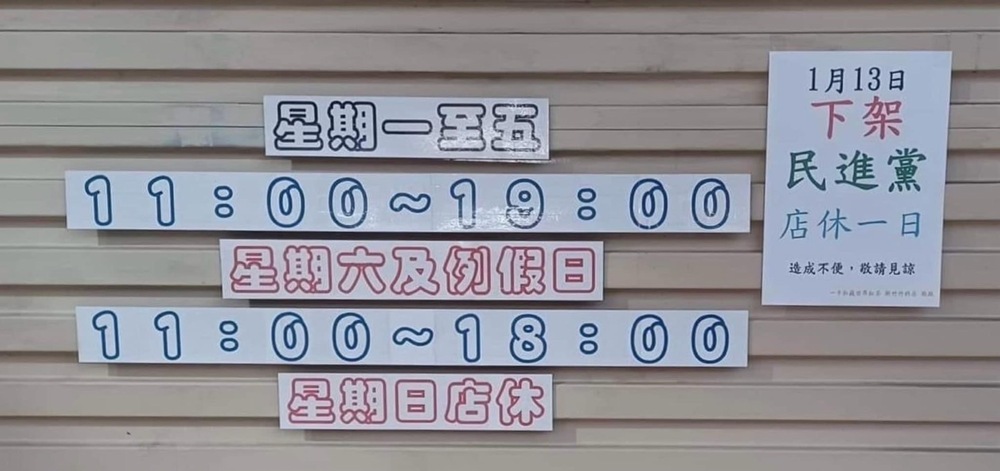 星期一至五
11:00~19:00
星期六及例假日
11:00~18:00
星期日店休
1月13日
下架
民進黨
店休一日
造成不便，敬請見諒